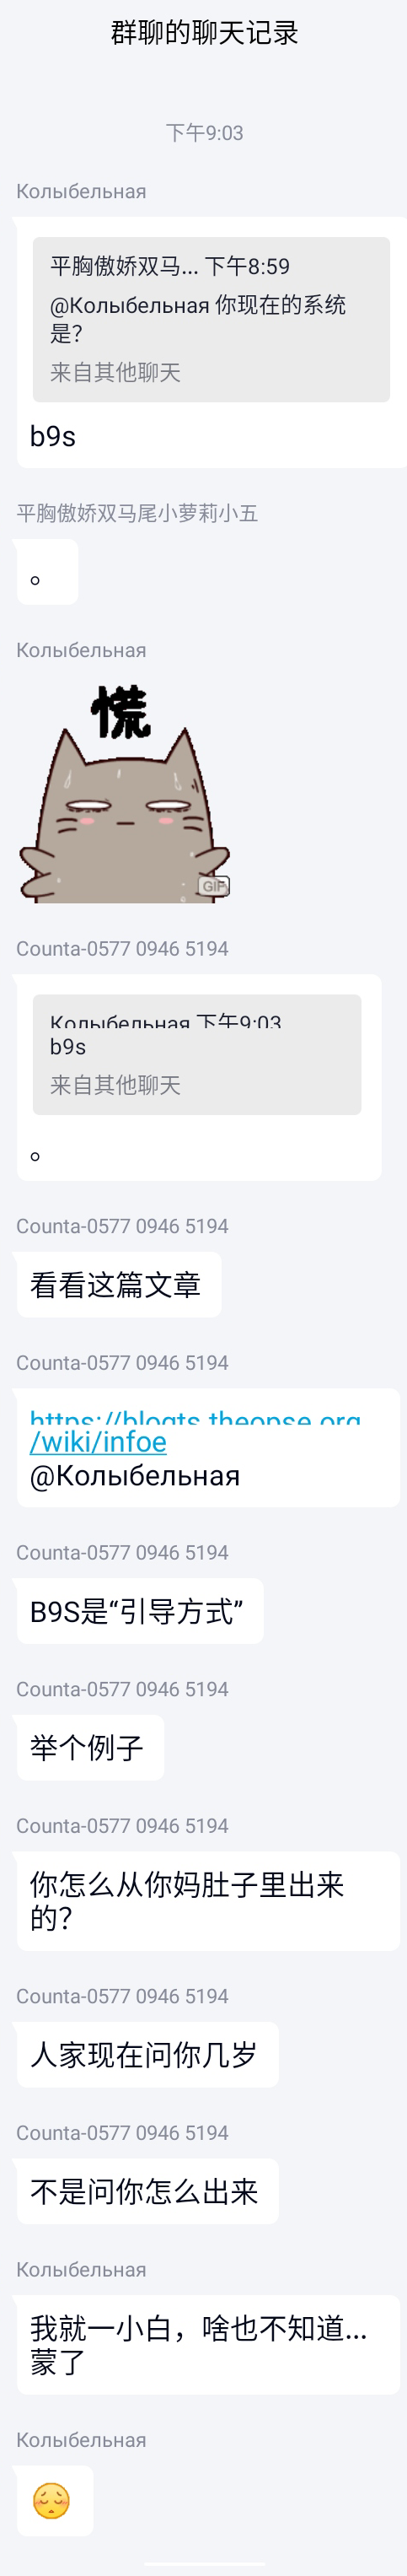 群聊的聊天记录
下午9:03
Колыбельная
平胸傲娇双马... 下午8:59
@Колыбельная 你现在的系统
是?
来自其他聊天
b9s
平胸傲娇双马尾小萝莉小五
。
Колыбельная
慌
GIF
Counta-0577 0946 5194
Колыбельная 下午9:03
b9s
来自其他聊天
。
Counta-0577 0946 5194
看看这篇文章
Counta-0577 0946 5194
https://blogts.theopse.org
/wiki/infoe
@Колыбельная
Counta-0577 0946 5194
B9S是“引导方式”
Counta-0577 0946 5194
举个例子
Counta-0577 0946 5194
你怎么从你妈肚子里出来
的?
Counta-0577 0946 5194
人家现在问你几岁
Counta-0577 0946 5194
不是问你怎么出来
Колыбельная
我就一小白，啥也不知道...
蒙了
Колыбельная